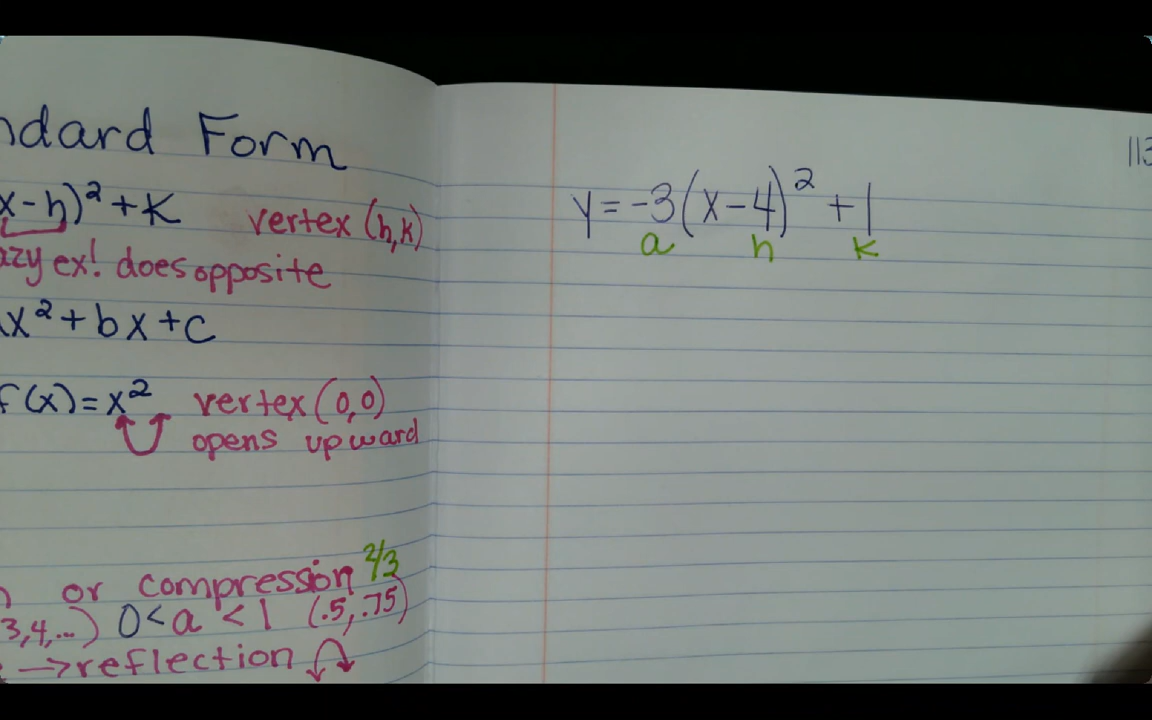 ndard Form
x-h)²+k vertex (h,k)
azy ex! does opposite
x²+bx+c
f(x)=x² vertex (0,0)
opens upward
or compression 2/3
3,4,...) 0<a<1 (.5,.75)
→reflection
113
y=-3(x-4)²+1
a h k